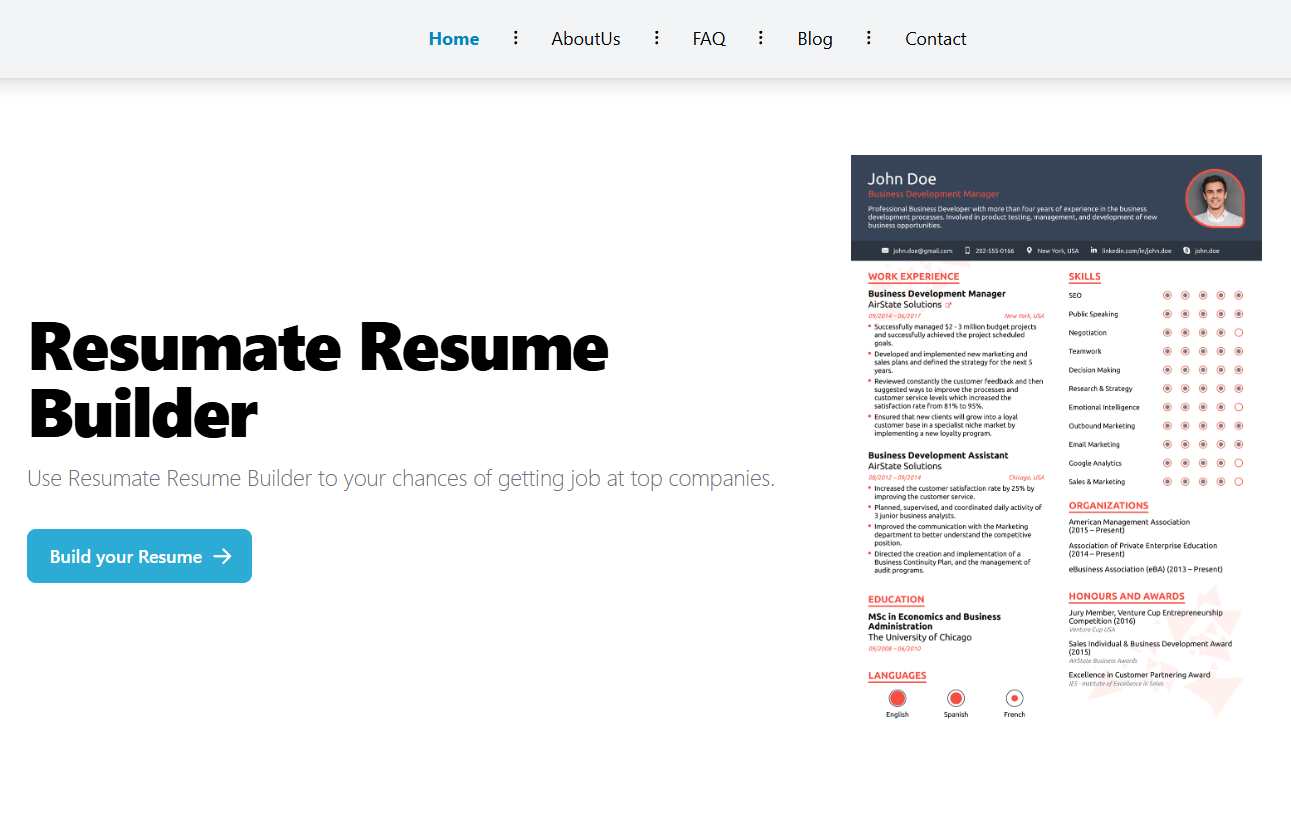 Home
AboutUs
FAQ
Blog
Contact
Resumate Resume
Builder
Use Resumate Resume Builder to your chances of getting job at top companies.
Build your Resume
John Doe
Business Development Manager
Professional Business Developer with more than four years of experience in the business
development processes. Involved in product testing, management, and development of new
business opportunities.
john.doe@gmail.com
202-555-0166
New York, USA
linkedin.com/in/john.doe
john.doe
WORK EXPERIENCE
Business Development Manager
AirState Solutions
09/2014 – 06/2017
New York, USA
Successfully managed $2 - 3 million budget projects
and successfully achieved the project scheduled
goals.
Developed and implemented new marketing and
sales plans and defined the strategy for the next 5
years.
Reviewed constantly the customer feedback and then
suggested ways to improve the processes and
customer service levels which increased the
satisfaction rate from 81% to 95%.
Ensured that new clients will grow into a loyal
customer base in a specialist niche market by
implementing a new loyalty program.
Business Development Assistant
AirState Solutions
08/2012 – 09/2014
Chicago, USA
Increased the customer satisfaction rate by 25% by
improving the customer service.
Planned, supervised, and coordinated daily activity of
3 junior business analysts.
Improved the communication with the Marketing
department to better understand the competitive
position.
Directed the creation and implementation of a
Business Continuity Plan, and the management of
audit programs.
EDUCATION
MSc in Economics and Business
Administration
The University of Chicago
09/2008 – 06/2010
LANGUAGES
English
Spanish
French
SKILLS
SEO
Public Speaking
Negotiation
Teamwork
Decision Making
Research & Strategy
Emotional Intelligence
Outbound Marketing
Email Marketing
Google Analytics
Sales & Marketing
ORGANIZATIONS
American Management Association
(2015 – Present)
Association of Private Enterprise Education
(2014 – Present)
eBusiness Association (eBA) (2013 – Present)
HONOURS AND AWARDS
Jury Member, Venture Cup Entrepreneurship
Competition (2016)
Venture Cup USA
Sales Individual & Business Development Award
(2015)
AirState Business Awards
Excellence in Customer Partnering Award
IES - Institute of Excellence in Sales